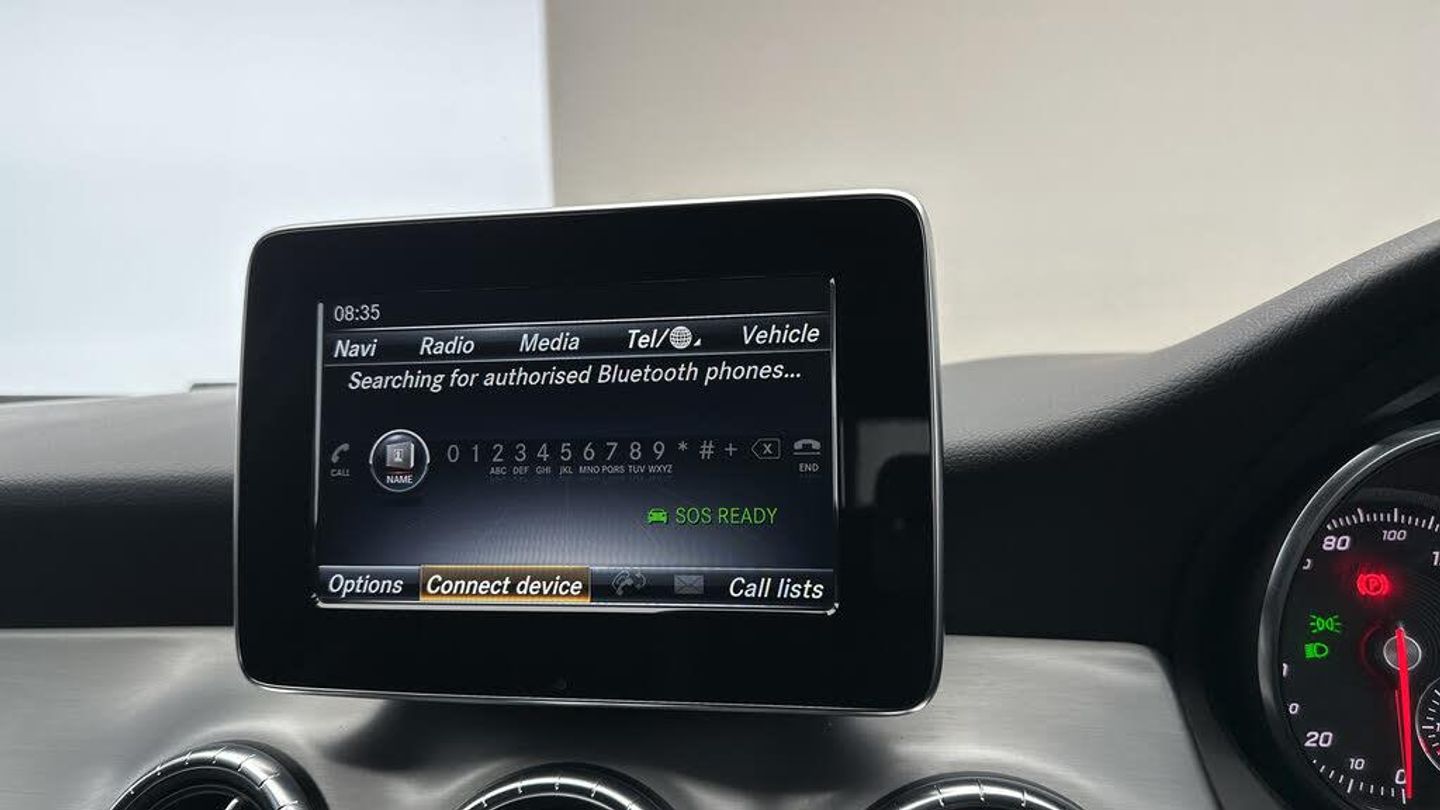 08:35
Navi Radio Media Tel/ Vehicle
Searching for authorised Bluetooth phones...
0 1 2 3 4 5 6 7 8 9 * # +
CALL NAME ABC DEF GHI JKL MNO PQRS TUV WXYZ END
SOS READY
Options Connect device Call lists
80 100
P
20
10 0